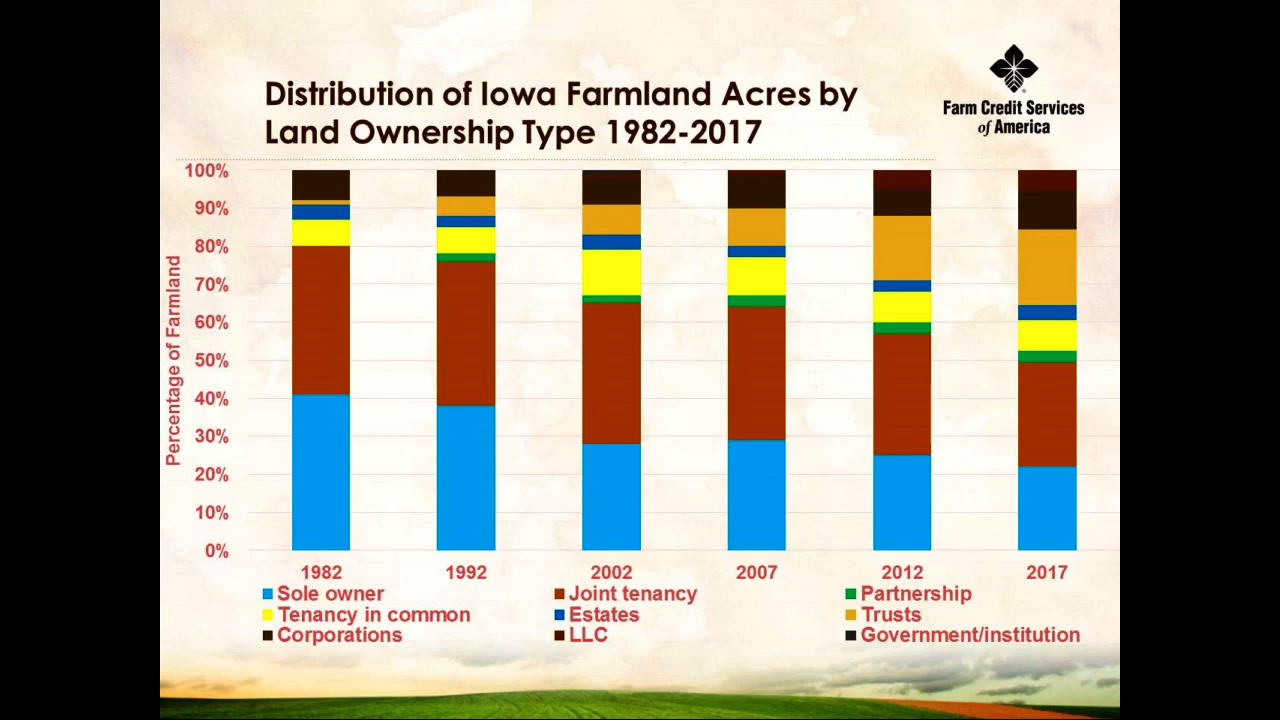 Distribution of Iowa Farmland Acres by
Land Ownership Type 1982-2017
Farm Credit Services
of America
Percentage of Farmland
100%
90%
80%
70%
60%
50%
40%
30%
20%
10%
0%
1982 1992 2002 2007 2012 2017
Sole owner Joint tenancy Partnership
Tenancy in common Estates Trusts
Corporations LLC Government/institution